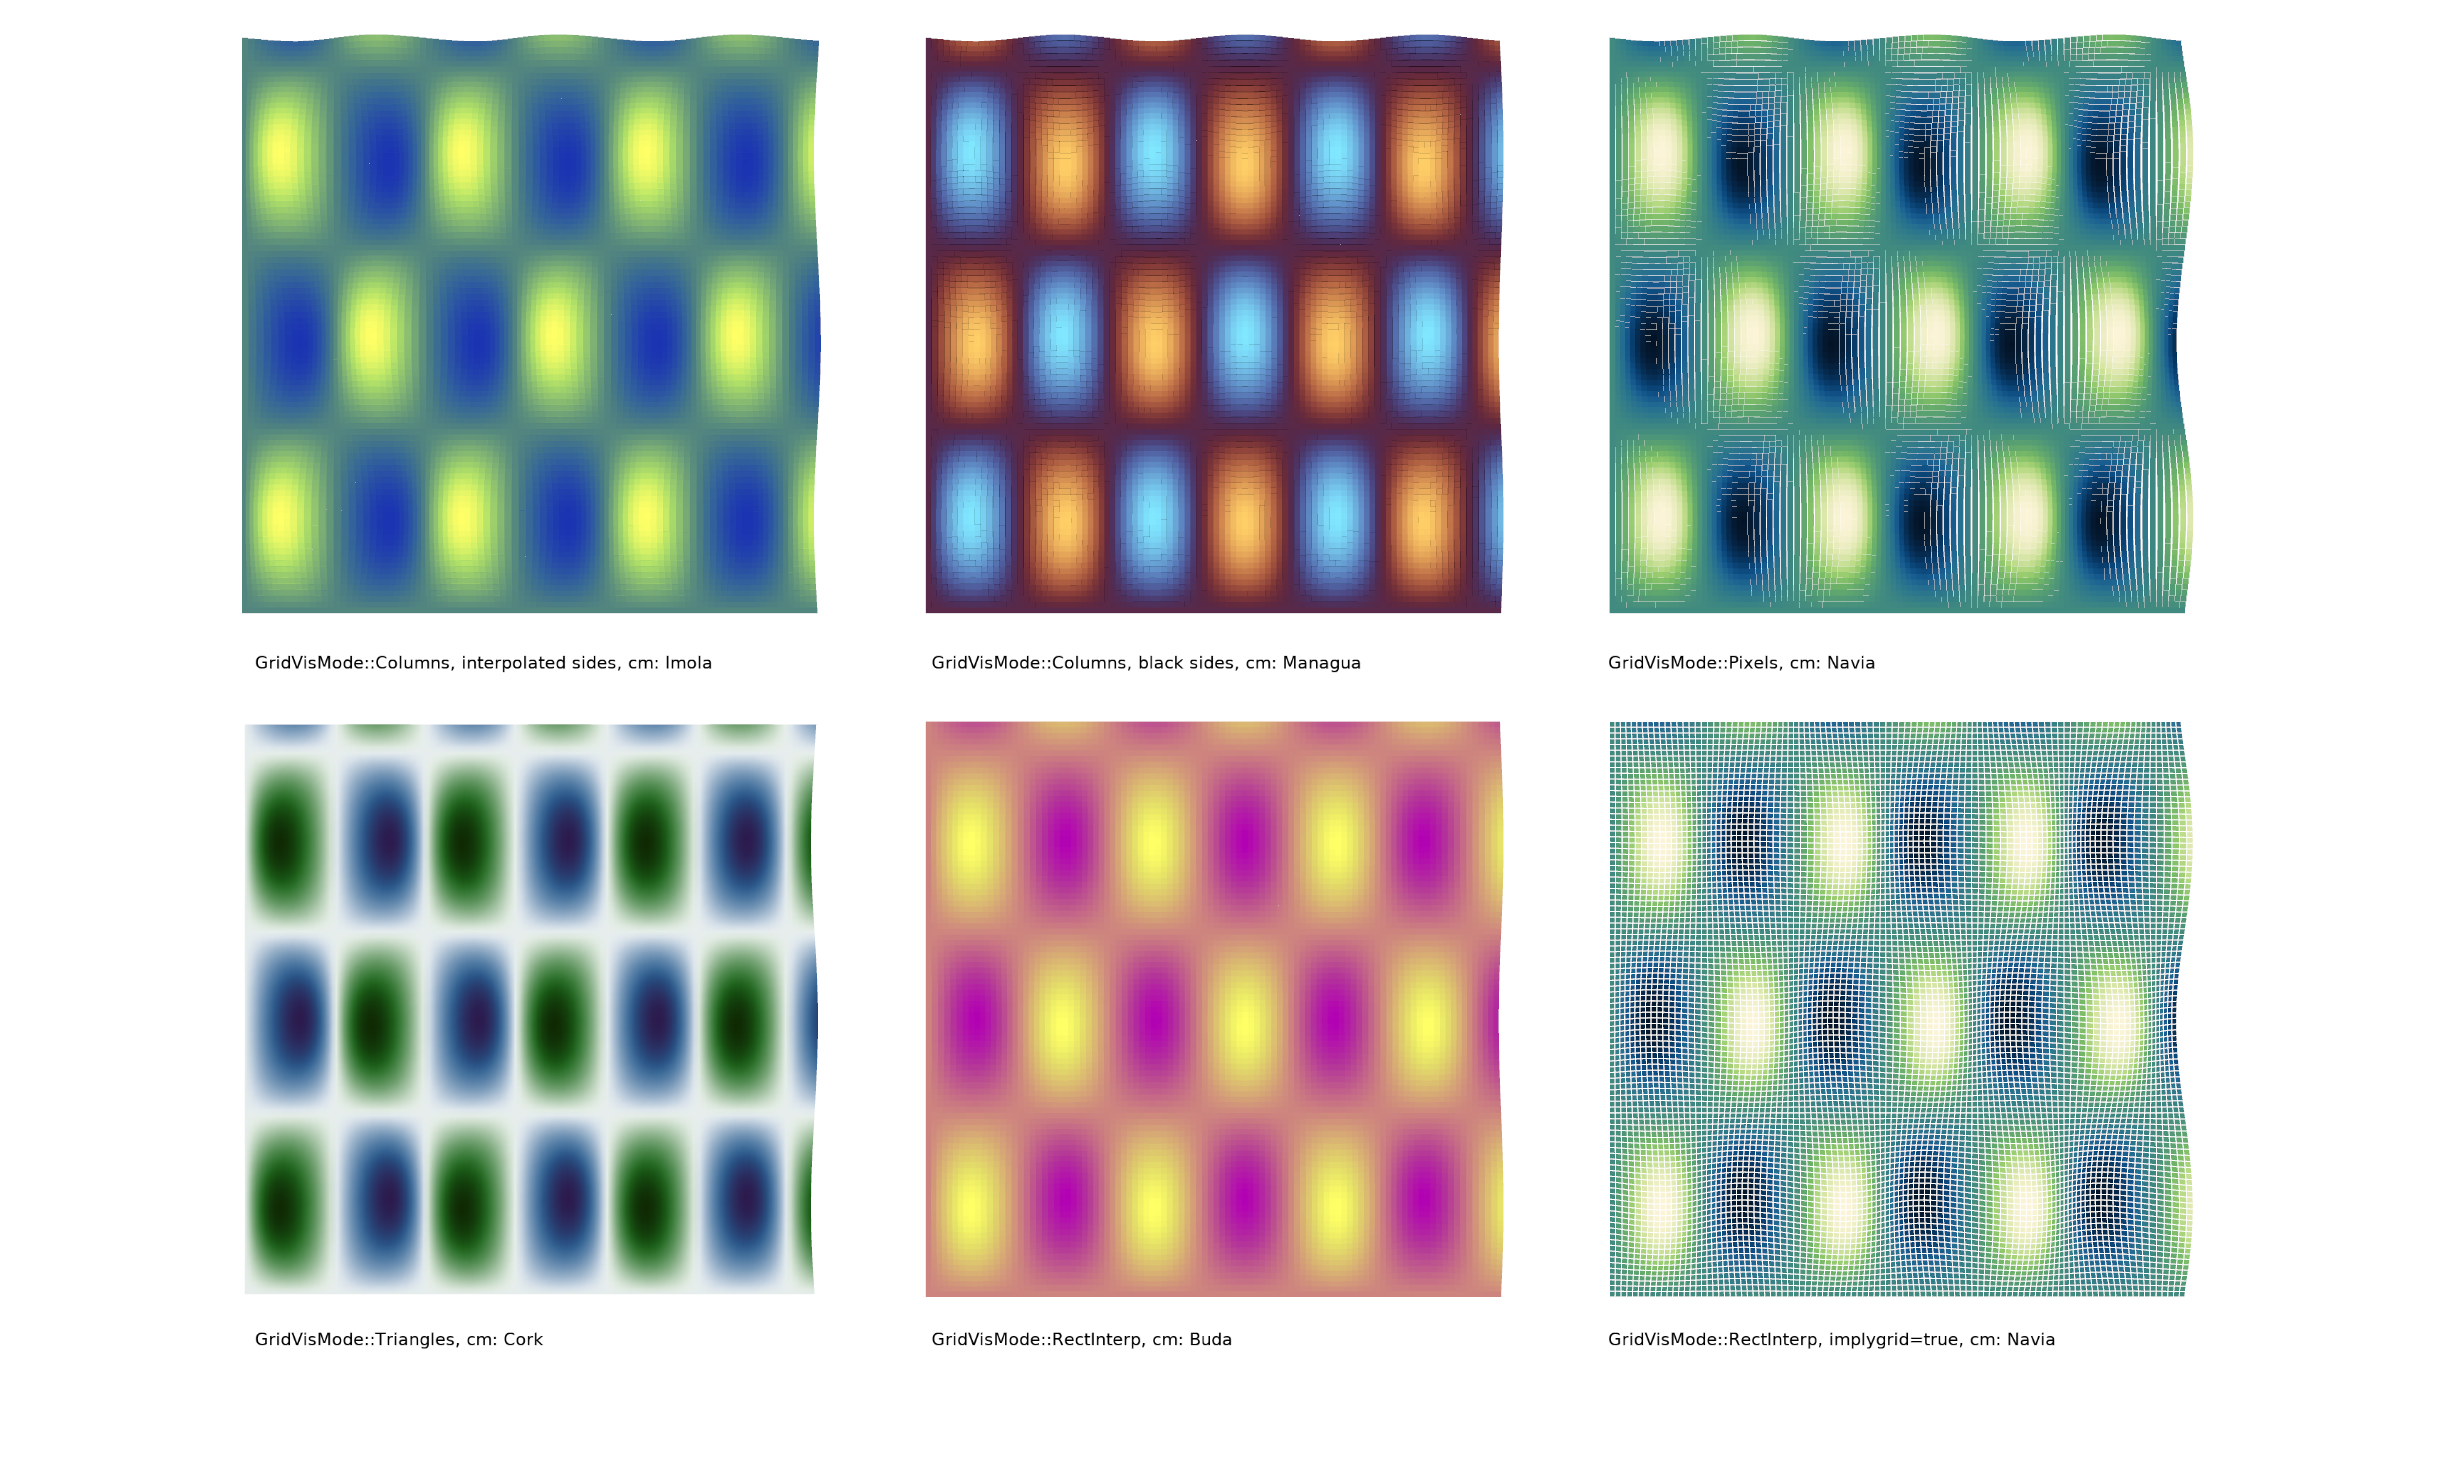 GridVisMode::Columns, interpolated sides, cm: Imola
GridVisMode::Columns, black sides, cm: Managua
GridVisMode::Pixels, cm: Navia
GridVisMode::Triangles, cm: Cork
GridVisMode::RectInterp, cm: Buda
GridVisMode::RectInterp, implygrid=true, cm: Navia